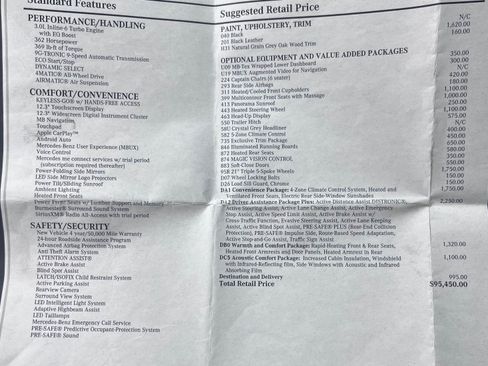 Standard Features
PERFORMANCE/HANDLING
3.0L Inline-6 Turbo Engine
with EQ Boost
362 Horsepower
369 lb-ft of Torque
9G-TRONIC 9-Speed Automatic Transmission
ECO Start/Stop
DYNAMIC SELECT
4MATIC® All-Wheel Drive
AIRMATIC® Air Suspension
COMFORT/CONVENIENCE
KEYLESS-GO® w/ HANDS-FREE ACCESS
12.3" Touchscreen Display
12.3" Widescreen Digital Instrument Cluster
MB Navigation
Touchpad
Apple CarPlay™
Android Auto
Mercedes-Benz User Experience (MBUX)
Voice Control
Mercedes me connect services w/ trial period
(subscription required thereafter)
Power-Folding Side Mirrors
LED Side Mirror Logo Projectors
Power Tilt/Sliding Sunroof
Ambient Lighting
Heated Front Seats
Power Front Seats w/ Lumbar Support and Memory
Burmester® Surround Sound System
SiriusXM® Radio All-Access with trial period
SAFETY/SECURITY
New Vehicle 4 year/50,000 Mile Warranty
24-hour Roadside Assistance Program
Advanced Airbag Protection System
Anti Theft Alarm System
ATTENTION ASSIST®
Active Brake Assist
Blind Spot Assist
LATCH/ISOFIX Child Restraint System
Active Parking Assist
Rearview Camera
Surround View System
LED Intelligent Light System
Adaptive Highbeam Assist
LED Taillamps
Mercedes-Benz Emergency Call Service
PRE-SAFE® Predictive Occupant-Protection System
PRE-SAFE® Sound
Suggested Retail Price
PAINT, UPHOLSTERY, TRIM
040 Black N/C
201 Black Leather 1,620.00
H31 Natural Grain Grey Oak Wood Trim 160.00
OPTIONAL EQUIPMENT AND VALUE ADDED PACKAGES
U09 MB-Tex Wrapped Lower Dashboard 350.00
U19 MBUX Augmented Video for Navigation 300.00
224 Captain Chairs (6 seater) N/C
293 Rear Side Airbags 420.00
311 Heated/Cooled Front Cupholders 180.00
399 Multicontour Front Seats with Massage 1,100.00
413 Panorama Sunroof 1,000.00
443 Heated Steering Wheel 250.00
463 Head-Up Display 1,100.00
550 Trailer Hitch 575.00
58U Crystal Grey Headliner N/C
582 5-Zone Climate Control 400.00
735 Exclusive Trim Package 450.00
846 Illuminated Running Boards 500.00
872 Heated Rear Seats 580.00
874 MAGIC VISION CONTROL 350.00
883 Soft-Close Doors 550.00
95R 21" Triple 5-Spoke Wheels 1,750.00
D07 Wheel Locking Bolts 150.00
D26 Load Sill Guard, Chrome 150.00
DA1 Convenience Package: 4-Zone Climate Control System, Heated and 1,750.00
Ventilated Front Seats, Electric Rear Side Window Sunblinds
DA2 Driver Assistance Package Plus: Active Distance Assist DISTRONIC®, 2,250.00
Active Steering Assist, Active Lane Change Assist, Active Emergency
Stop Assist, Active Speed Limit Assist, Active Brake Assist w/
Cross-Traffic Function, Evasive Steering Assist, Active Lane Keeping
Assist, Active Blind Spot Assist, PRE-SAFE® PLUS (Rear-End Collision
Protection), PRE-SAFE® Impulse Side, Route-Based Speed Adaptation,
Active Stop-and-Go Assist, Traffic Sign Assist
DB0 Warmth and Comfort Package: Rapid-Heating Front & Rear Seats, 1,320.00
Heated Front Armrests and Door Panels, Heated Armrest in Rear
DC5 Acoustic Comfort Package: Increased Cabin Insulation, Windshield 1,100.00
with Infrared-Reflecting film, Side Windows with Acoustic and Infrared
Absorbing Film
Destination and Delivery 995.00
Total Retail Price $95,450.00